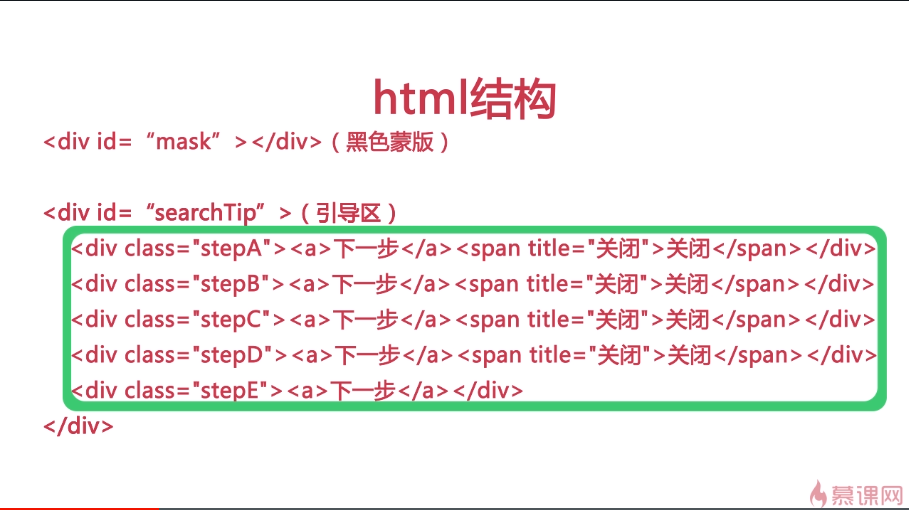 html结构
<div id=“mask”></div>（黑色蒙版）
<div id=“searchTip”>（引导区）
<div class="stepA"><a>下一步</a><span title="关闭">关闭</span></div>
<div class="stepB"><a>下一步</a><span title="关闭">关闭</span></div>
<div class="stepC"><a>下一步</a><span title="关闭">关闭</span></div>
<div class="stepD"><a>下一步</a><span title="关闭">关闭</span></div>
<div class="stepE"><a>下一步</a></div>
</div>
慕课网